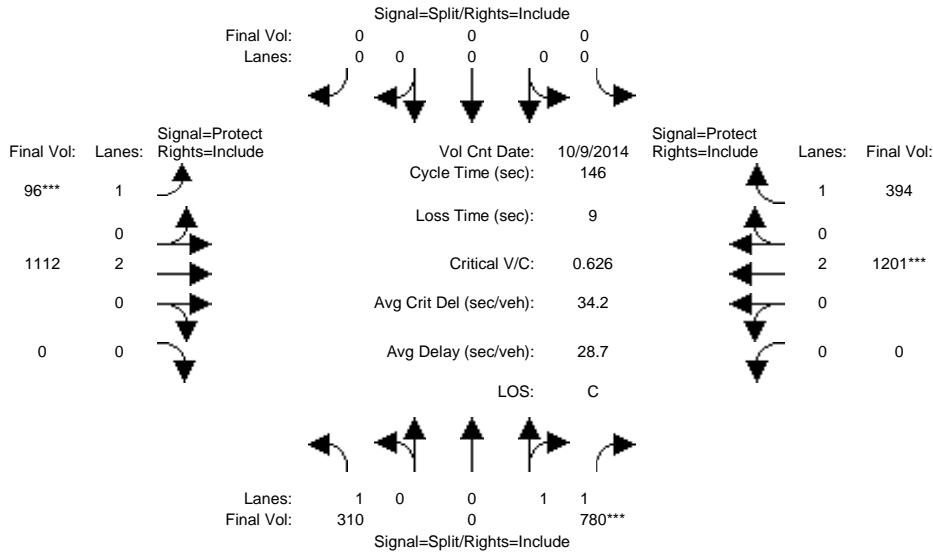 Signal=Split/Rights=Include
Final Vol: 0 0 0
Lanes: 0 0 0 0 0
Signal=Protect Signal=Protect
Final Vol: Lanes: Rights=Include Vol Cnt Date: 10/9/2014 Rights=Include Lanes: Final Vol:
Cycle Time (sec): 146
96*** 1 1 394
Loss Time (sec): 9
0 0
1112 2 Critical V/C: 0.626 2 1201***
0 Avg Crit Del (sec/veh): 34.2 0
0 0 Avg Delay (sec/veh): 28.7 0 0
LOS: C
Lanes: 1 0 0 1 1
Final Vol: 310 0 780***
Signal=Split/Rights=Include